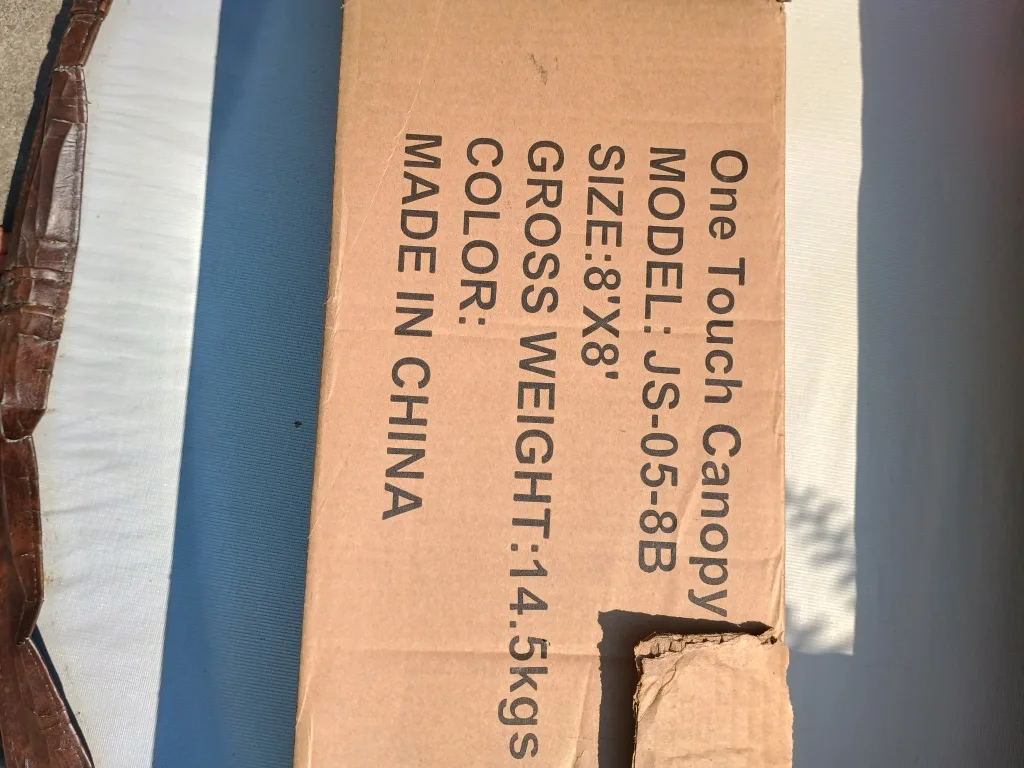 One Touch Canopy
MODEL: JS-05-8B
SIZE:8'X8'
GROSS WEIGHT:14.5kgs
COLOR:
MADE IN CHINA